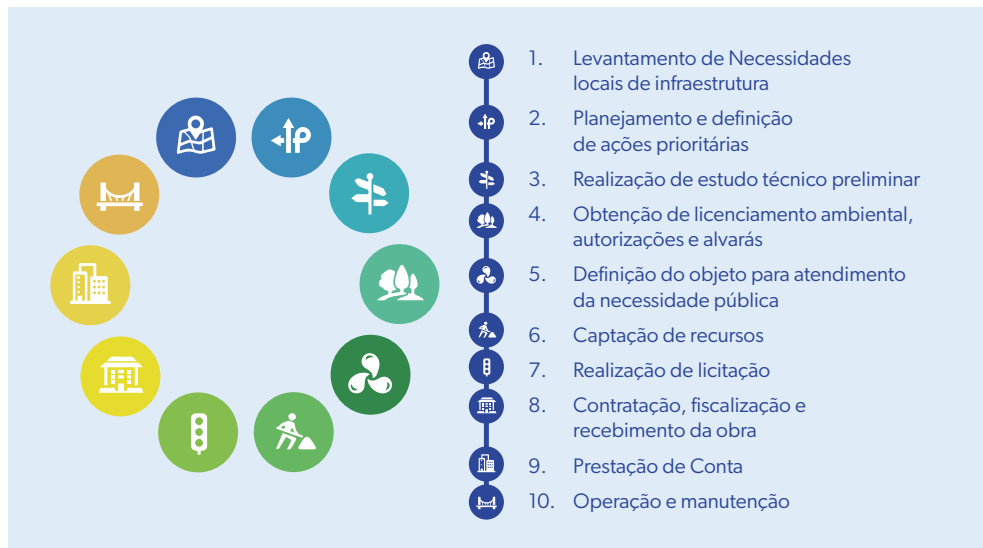 1. Levantamento de Necessidades
locais de infraestrutura
2. Planejamento e definição
de ações prioritárias
3. Realização de estudo técnico preliminar
4. Obtenção de licenciamento ambiental,
autorizações e alvarás
5. Definição do objeto para atendimento
da necessidade pública
6. Captação de recursos
7. Realização de licitação
8. Contratação, fiscalização e
recebimento da obra
9. Prestação de Conta
10. Operação e manutenção